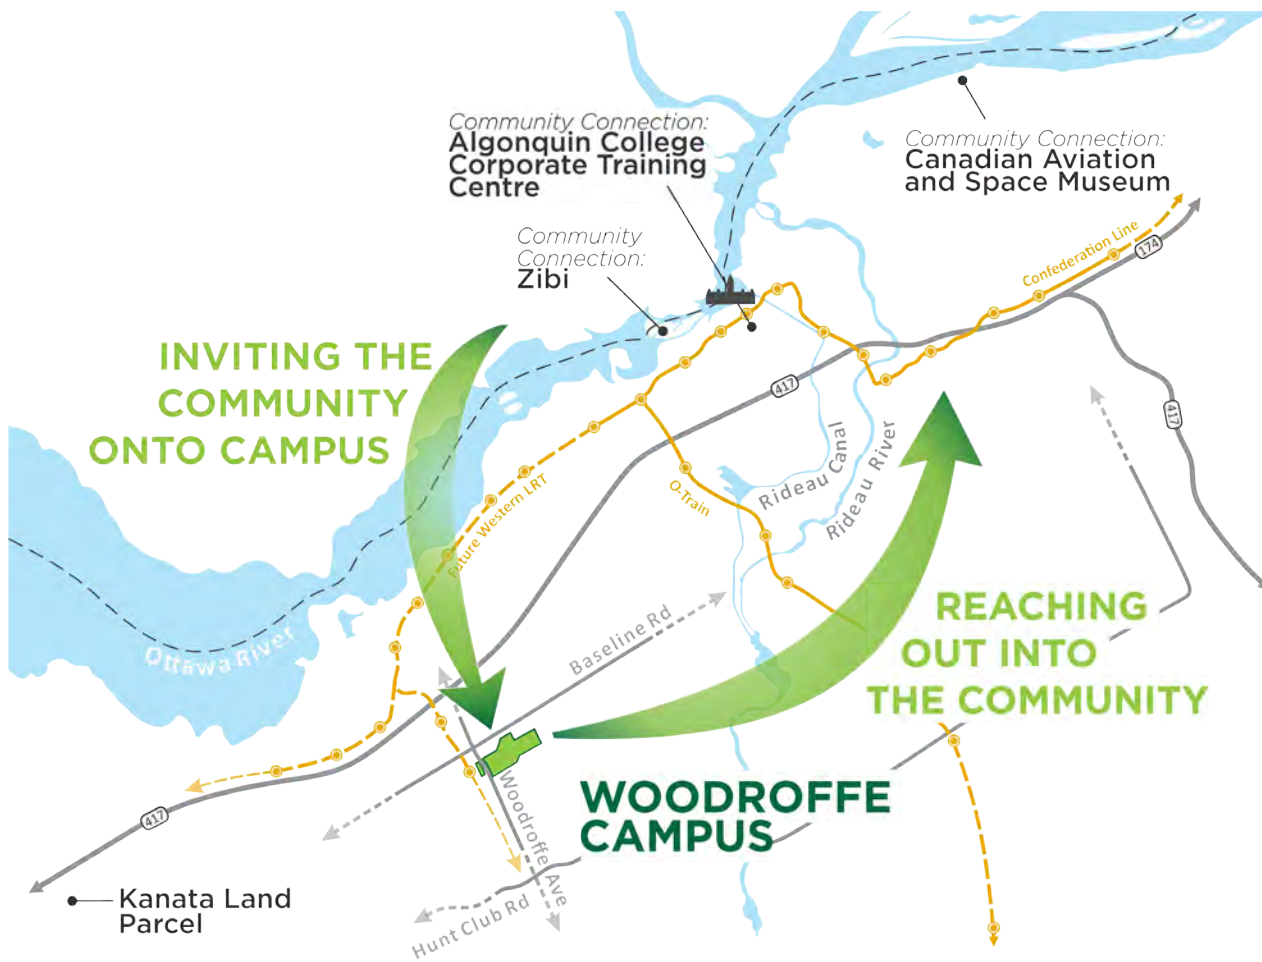 Community Connection:
Algonquin College
Corporate Training
Centre
Community Connection:
Canadian Aviation
and Space Museum
Community
Connection:
Zibi
Confederation Line
174
INVITING THE
COMMUNITY
ONTO CAMPUS
417
417
Rideau Canal
Rideau River
O-Train
Future Western LRT
Baseline Rd
Ottawa River
REACHING
OUT INTO
THE COMMUNITY
WOODROFFE
CAMPUS
Woodroffe Ave
417
Kanata Land
Parcel
Hunt Club Rd